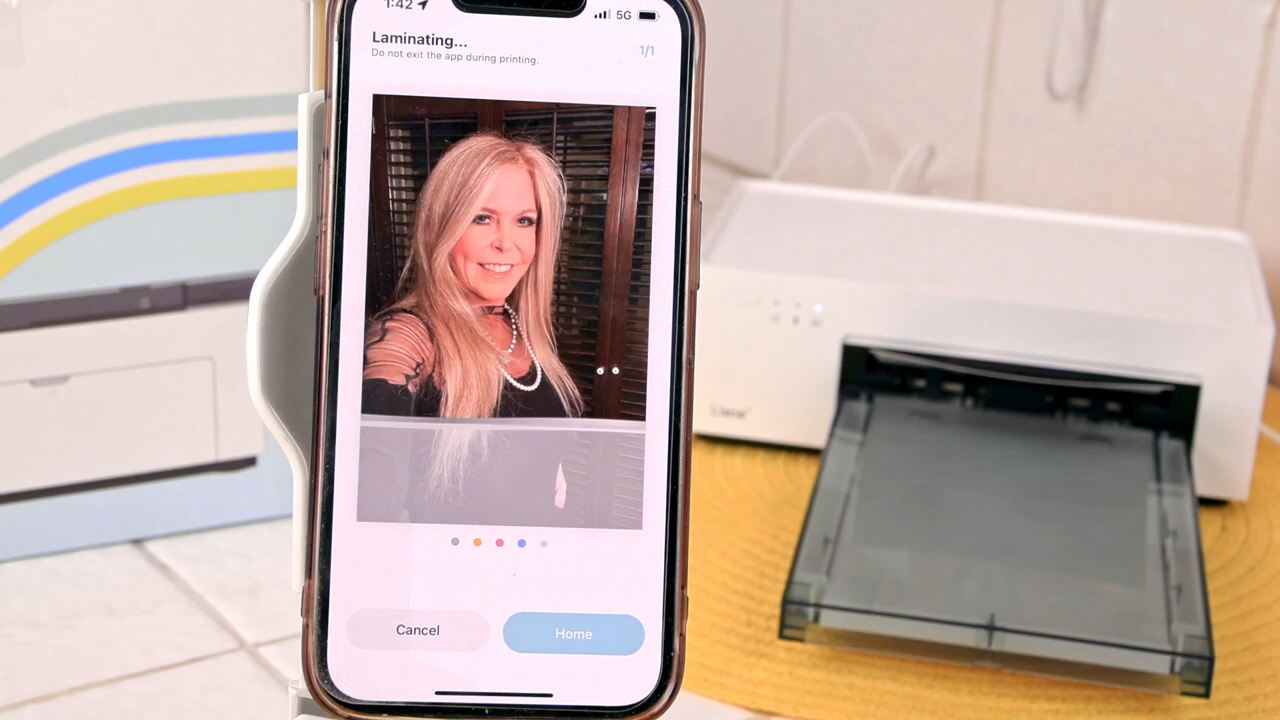 1:42
5G
Laminating...
1/1
Do not exit the app during printing.
Cancel
Home
Liene